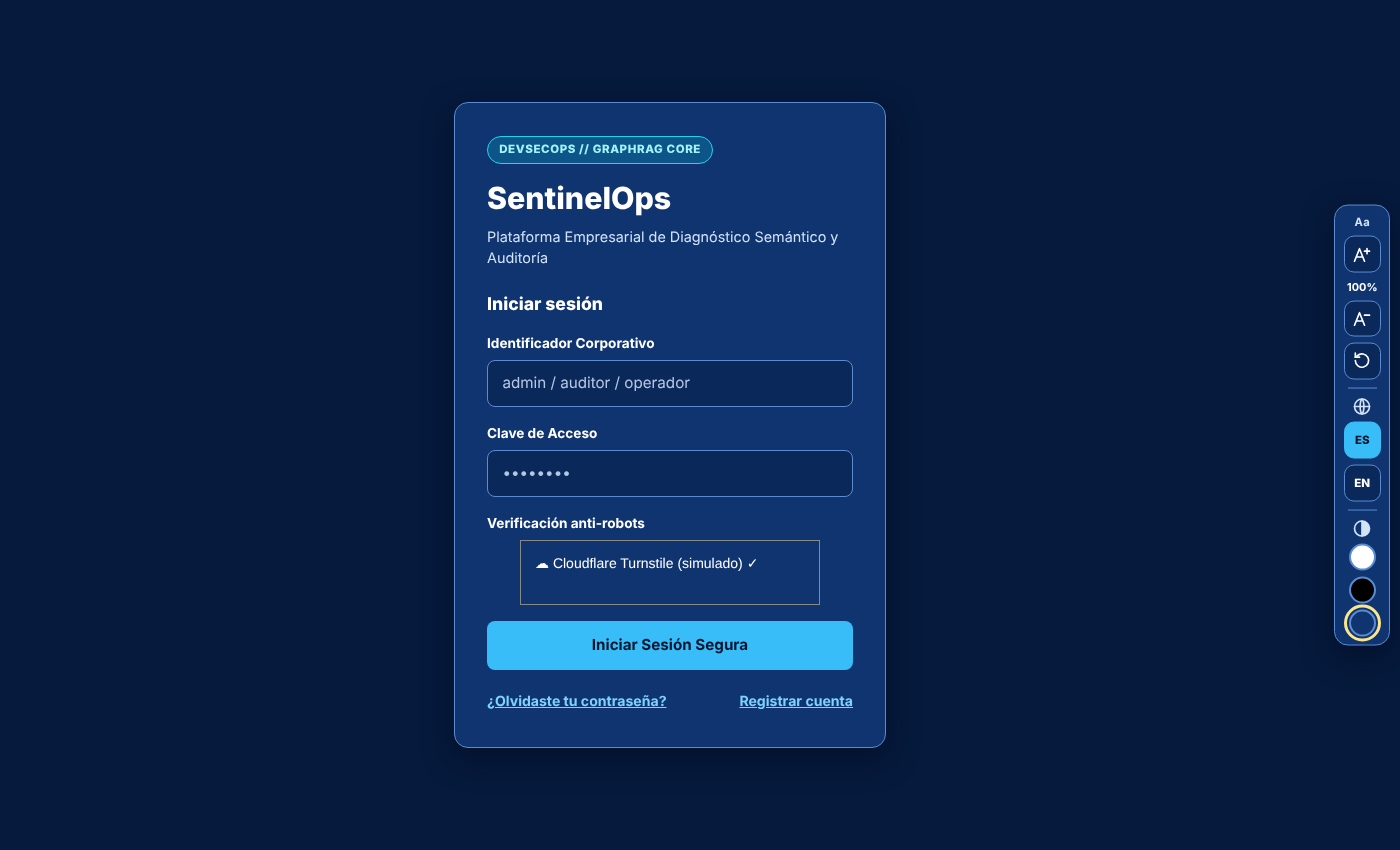 DEVSECOPS // GRAPHRAG CORE
SentinelOps
Plataforma Empresarial de Diagnóstico Semántico y
Auditoría
Iniciar sesión
Identificador Corporativo
admin / auditor / operador
Clave de Acceso
••••••••
Verificación anti-robots
☁ Cloudflare Turnstile (simulado) ✓
Iniciar Sesión Segura
¿Olvidaste tu contraseña? Registrar cuenta
Aa
A+
100%
A−
ES
EN